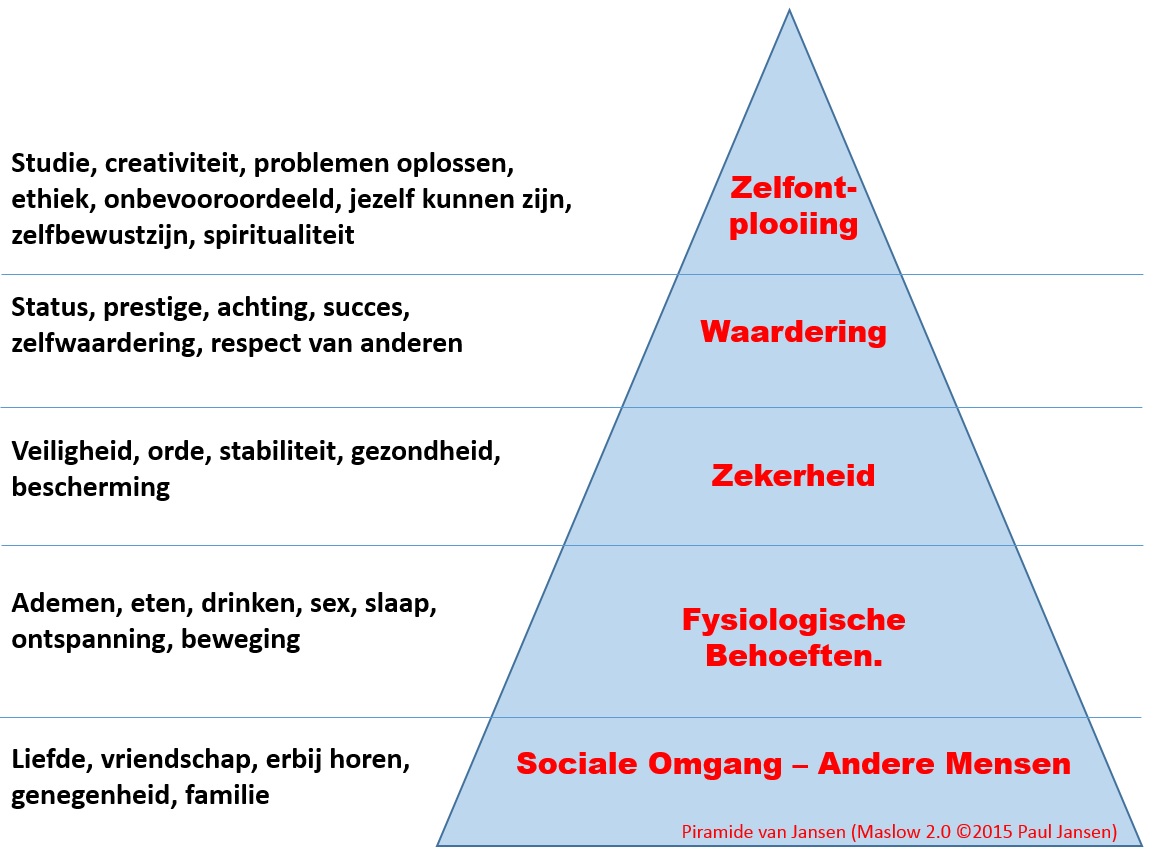 Studie, creativiteit, problemen oplossen,
ethiek, onbevooroordeeld, jezelf kunnen zijn,
zelfbewustzijn, spiritualiteit
Zelfont-
plooiing
Status, prestige, achting, succes,
zelfwaardering, respect van anderen
Waardering
Veiligheid, orde, stabiliteit, gezondheid,
bescherming
Zekerheid
Ademen, eten, drinken, sex, slaap,
ontspanning, beweging
Fysiologische
Behoeften.
Liefde, vriendschap, erbij horen,
genegenheid, familie
Sociale Omgang – Andere Mensen
Piramide van Jansen (Maslow 2.0 ©2015 Paul Jansen)